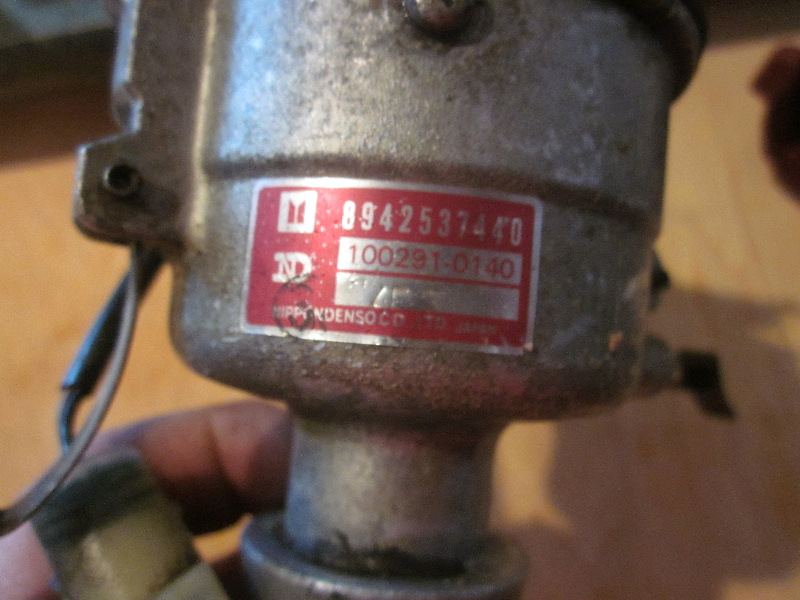 8942537440
ND 100291-0140
NIPPONDENSO CO. LTD. JAPAN